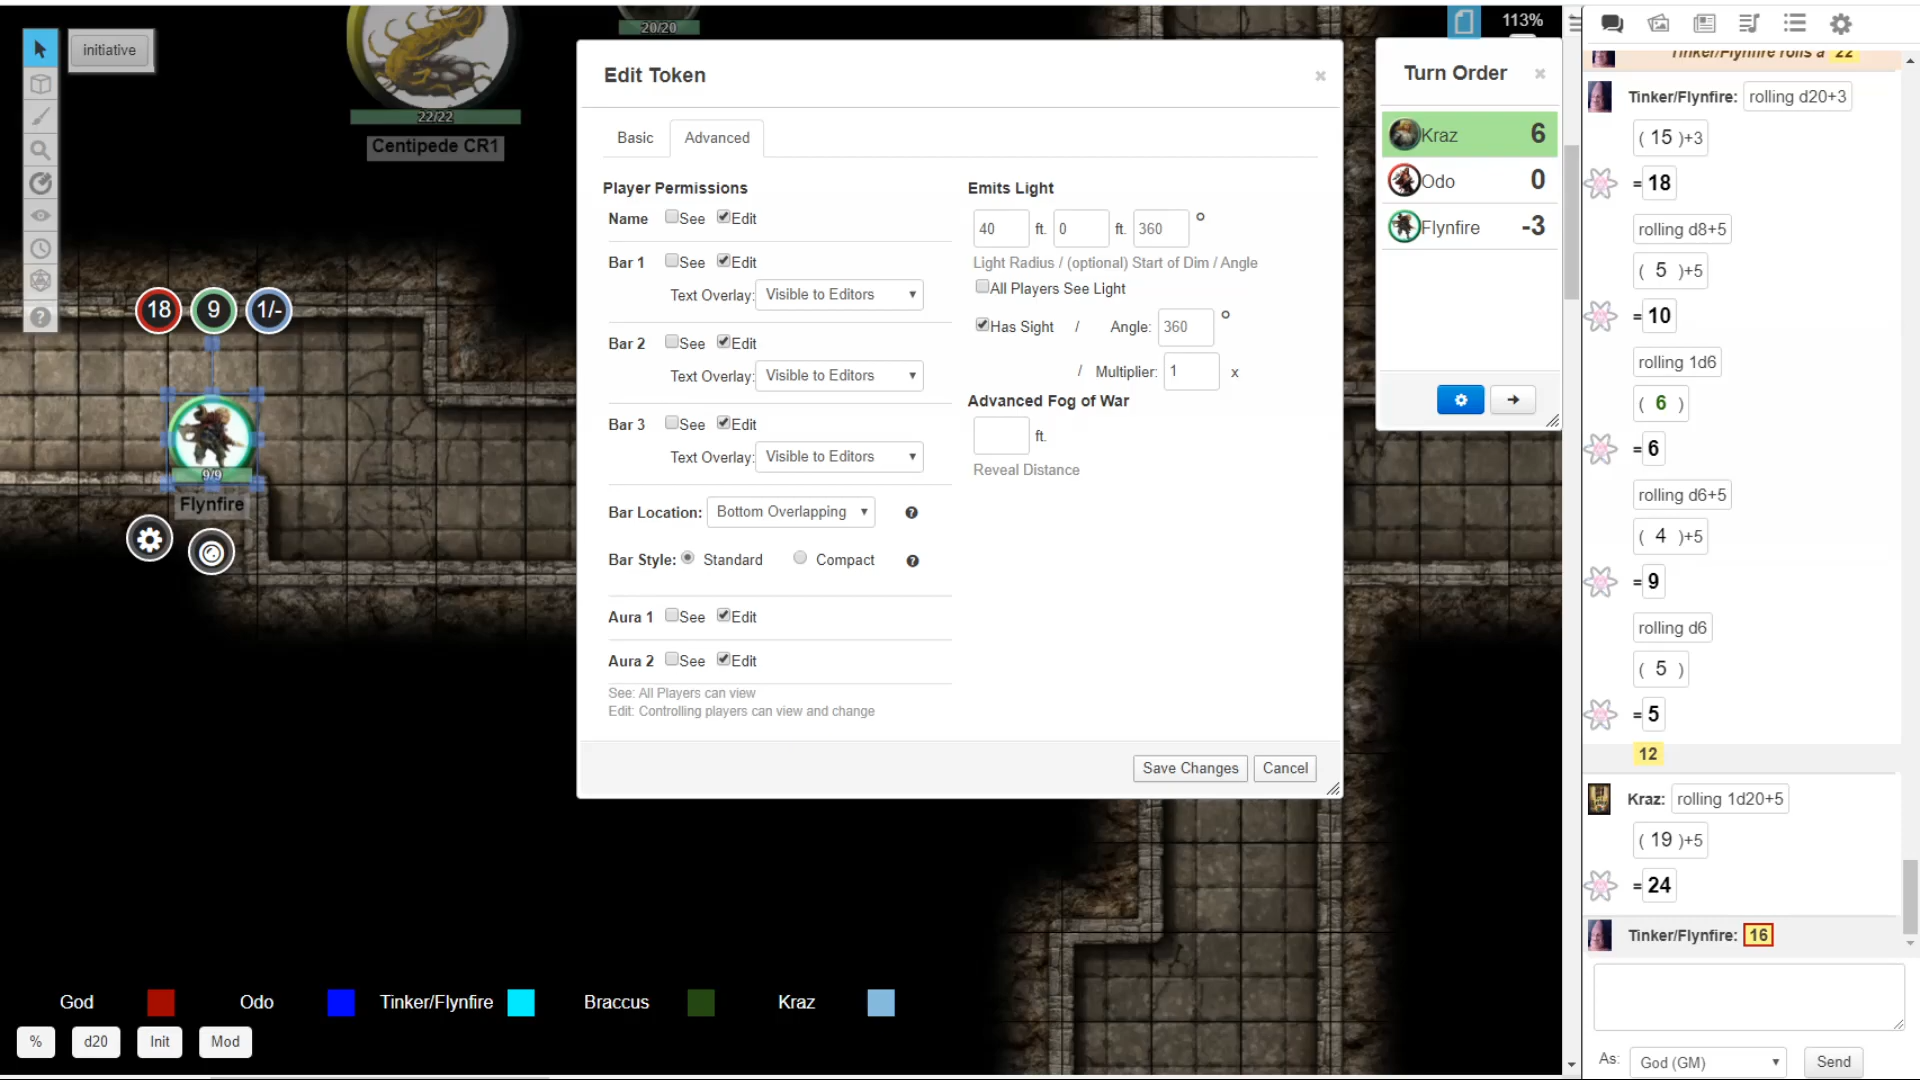 113%
initiative
20/20
22/22
Centipede CR1
18 9 1/-
9/9
Flynfire
Edit Token ×
Basic Advanced
Player Permissions
Name See Edit
Bar 1 See Edit
Text Overlay: Visible to Editors
Bar 2 See Edit
Text Overlay: Visible to Editors
Bar 3 See Edit
Text Overlay: Visible to Editors
Bar Location: Bottom Overlapping ?
Bar Style: Standard Compact ?
Aura 1 See Edit
Aura 2 See Edit
See: All Players can view
Edit: Controlling players can view and change
Emits Light
40 ft. 0 ft. 360 °
Light Radius / (optional) Start of Dim / Angle
All Players See Light
Has Sight / Angle: 360 °
/ Multiplier: 1 x
Advanced Fog of War
ft.
Reveal Distance
Save Changes Cancel
Turn Order ×
Kraz 6
Odo 0
Flynfire -3
Tinker/Flynfire rolls a 22
Tinker/Flynfire: rolling d20+3
( 15 )+3
=18
rolling d8+5
( 5 )+5
=10
rolling 1d6
( 6 )
=6
rolling d6+5
( 4 )+5
=9
rolling d6
( 5 )
=5
12
Kraz: rolling 1d20+5
( 19 )+5
=24
Tinker/Flynfire: 16
As: God (GM) Send
God Odo Tinker/Flynfire Braccus Kraz
% d20 Init Mod